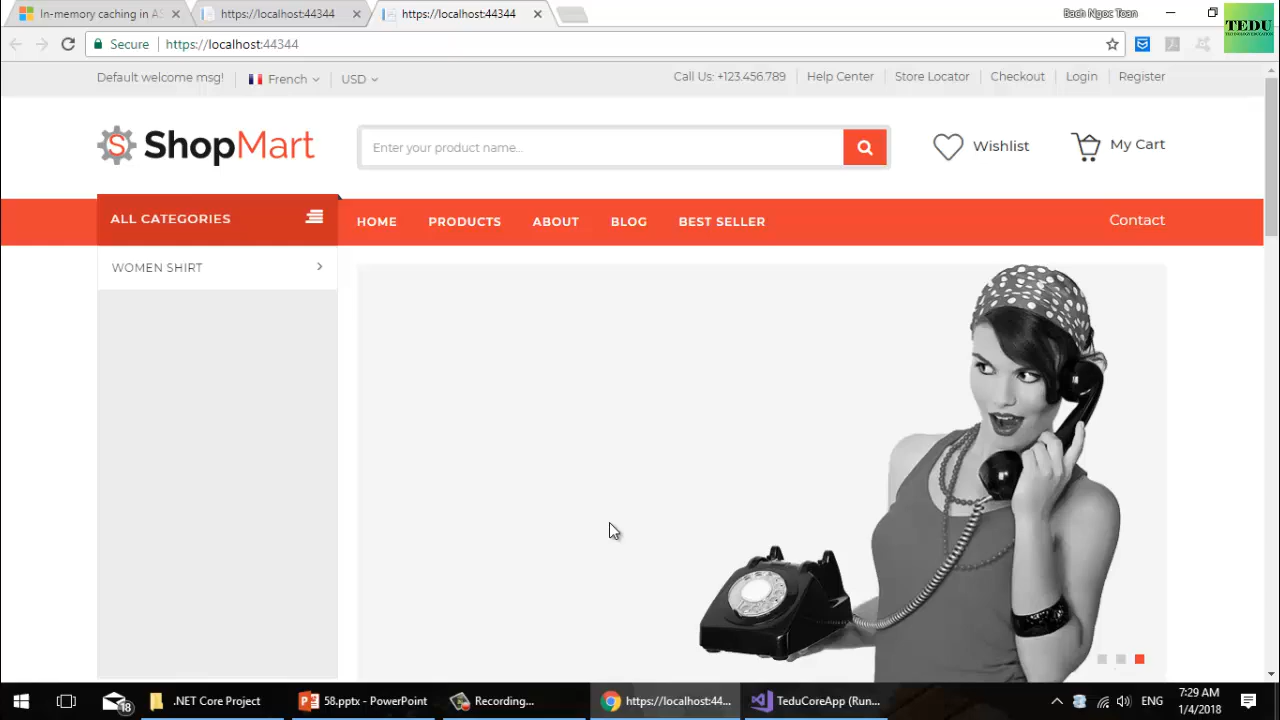 In-memory caching in AS
https://localhost:44344
https://localhost:44344
Bach Ngoc Toan
TEDU
Secure
https://localhost:44344
Default welcome msg!
French
USD
Call Us: +123.456.789
Help Center
Store Locator
Checkout
Login
Register
ShopMart
Enter your product name...
Wishlist
My Cart
ALL CATEGORIES
HOME
PRODUCTS
ABOUT
BLOG
BEST SELLER
Contact
WOMEN SHIRT
18
.NET Core Project
58.pptx - PowerPoint
Recording...
https://localhost:44...
TeduCoreApp (Run...
ENG
7:29 AM
1/4/2018